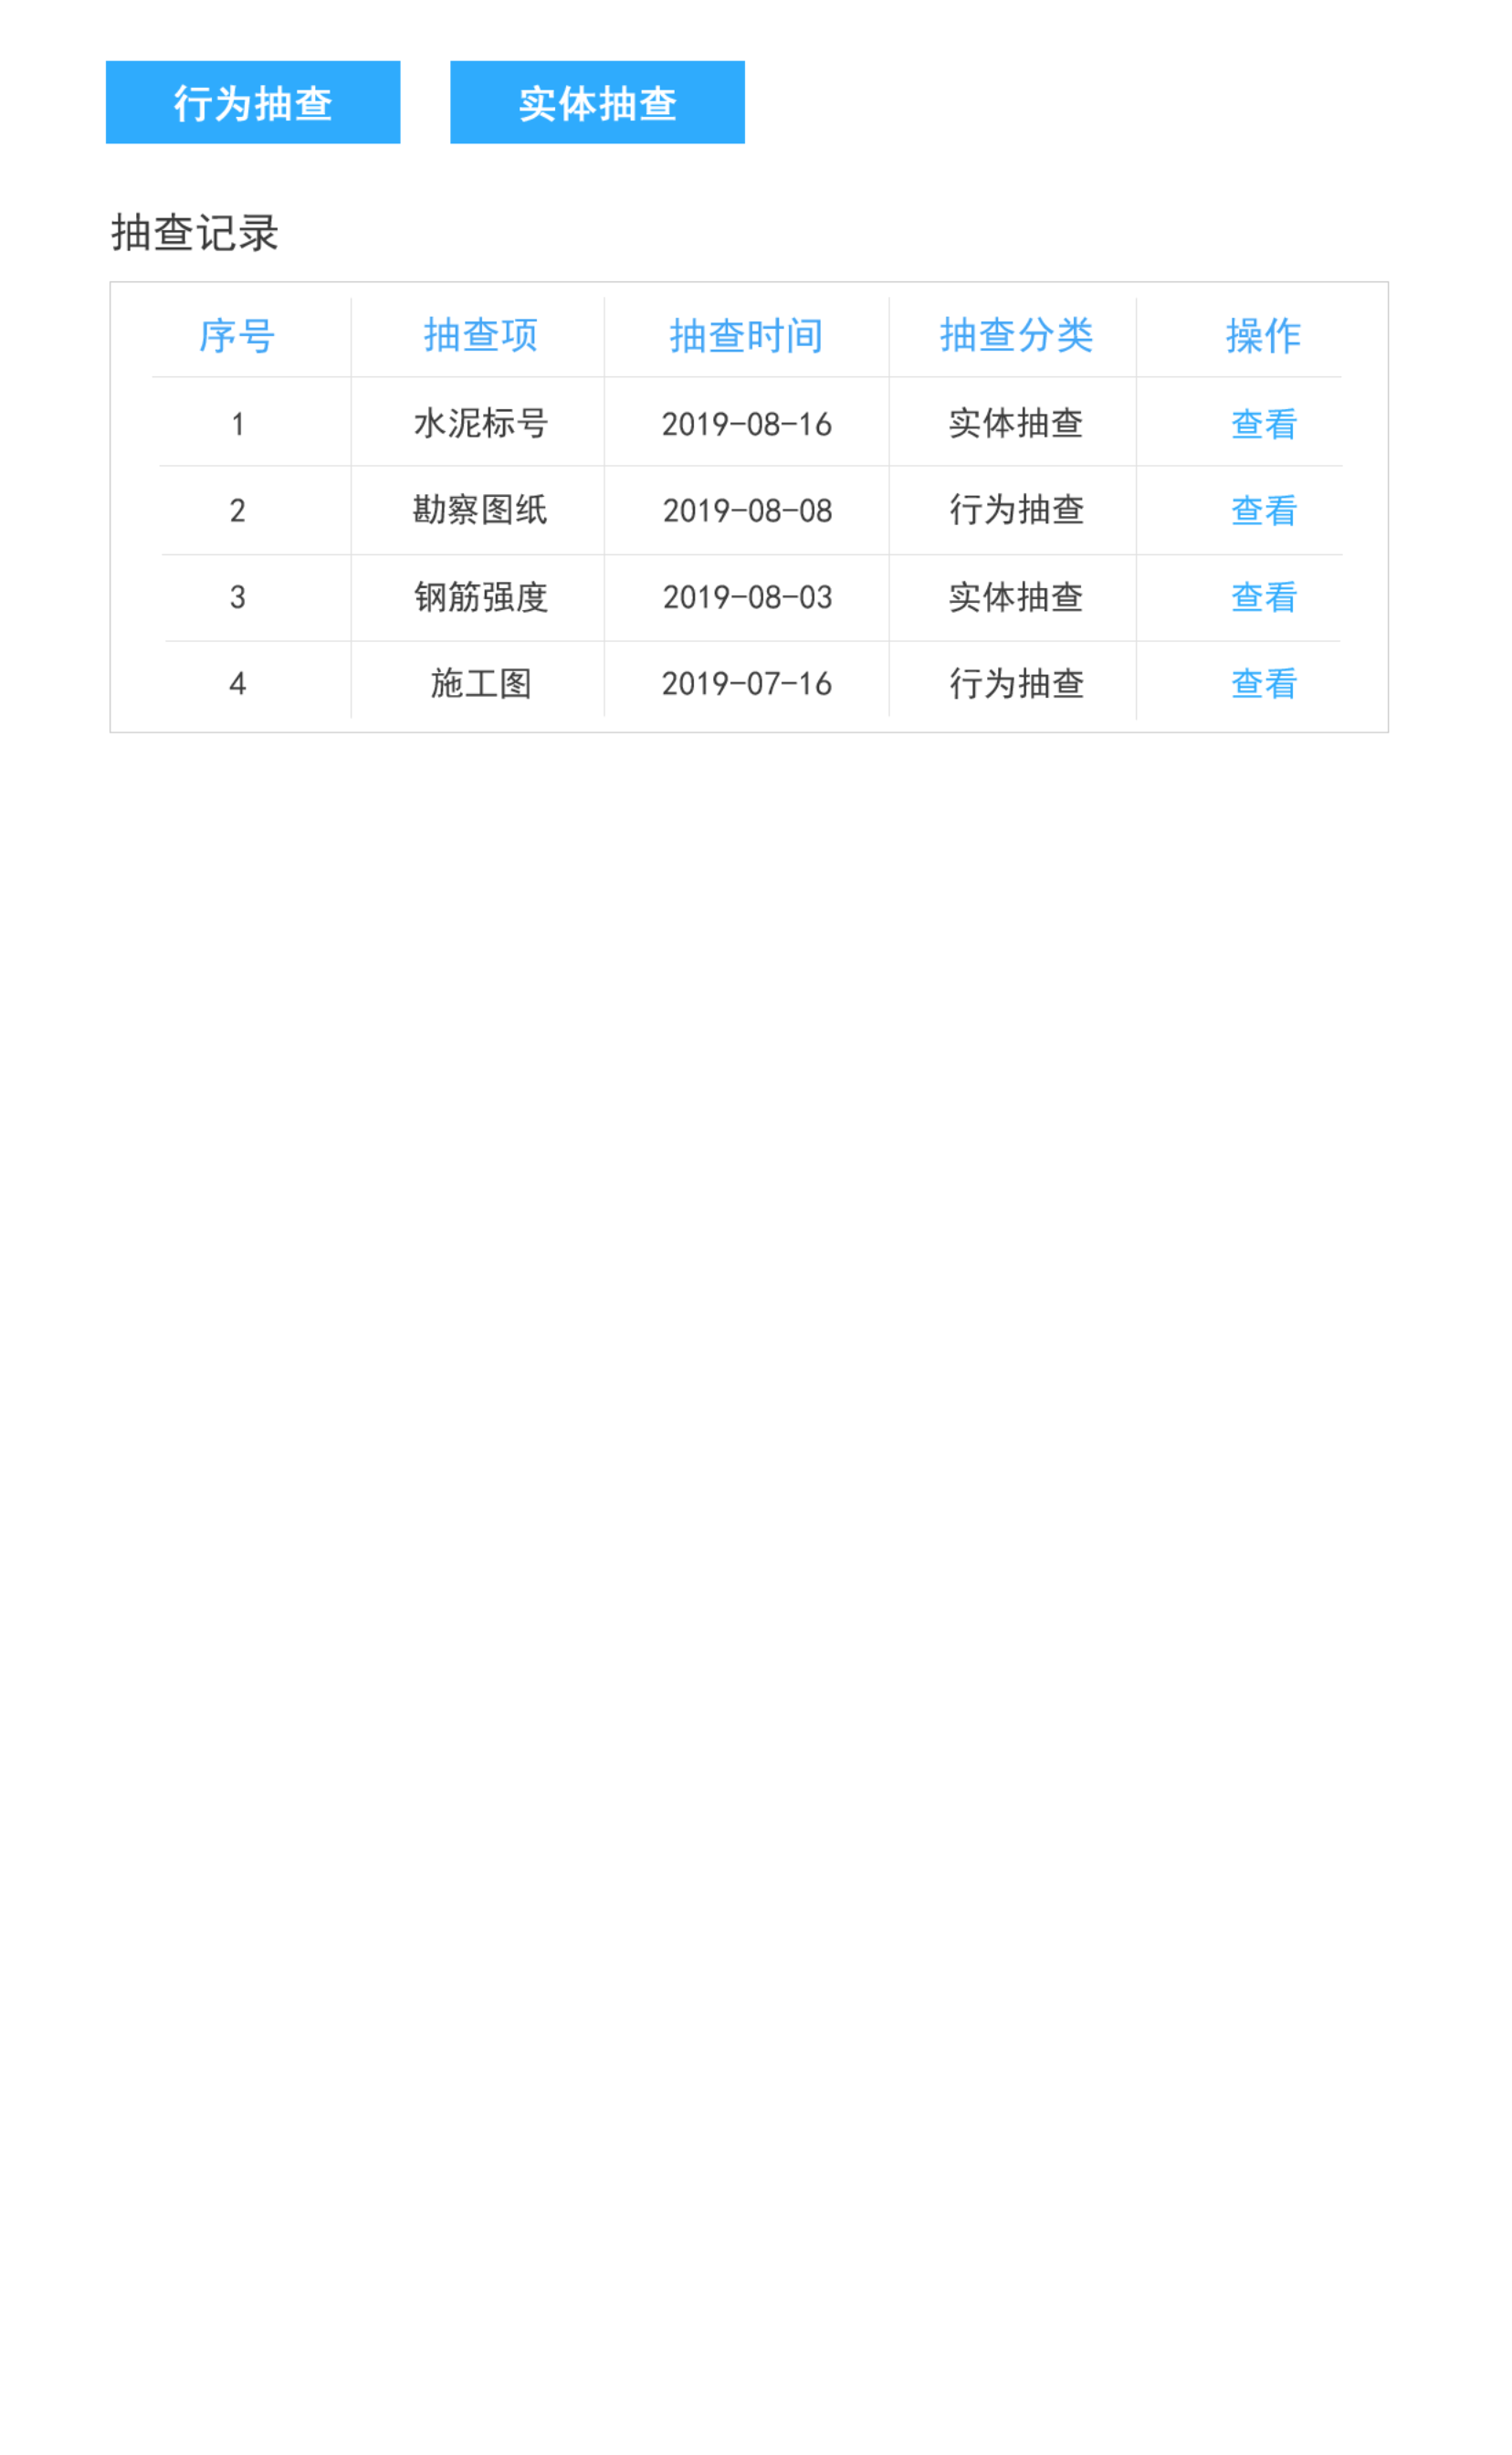 行为抽查 实体抽查
抽查记录
序号 抽查项 抽查时间 抽查分类 操作
1 水泥标号 2019-08-16 实体抽查 查看
2 勘察图纸 2019-08-08 行为抽查 查看
3 钢筋强度 2019-08-03 实体抽查 查看
4 施工图 2019-07-16 行为抽查 查看